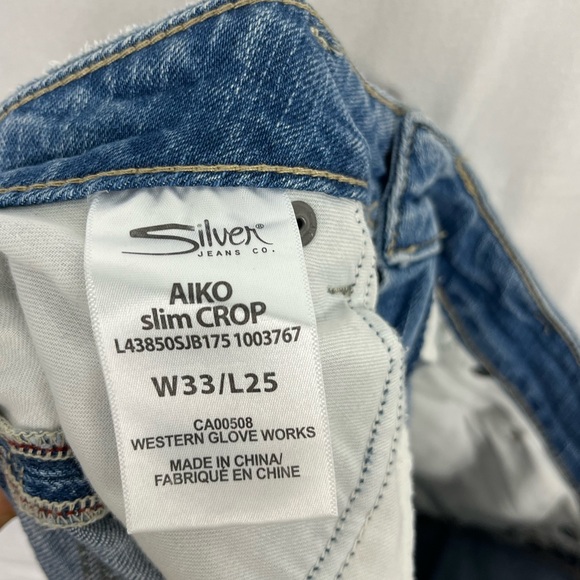 Silver®
JEANS CO.
AIKO
slim CROP
L43850SJB175 1003767
W33/L25
CA00508
WESTERN GLOVE WORKS
MADE IN CHINA/
FABRIQUÉ EN CHINE